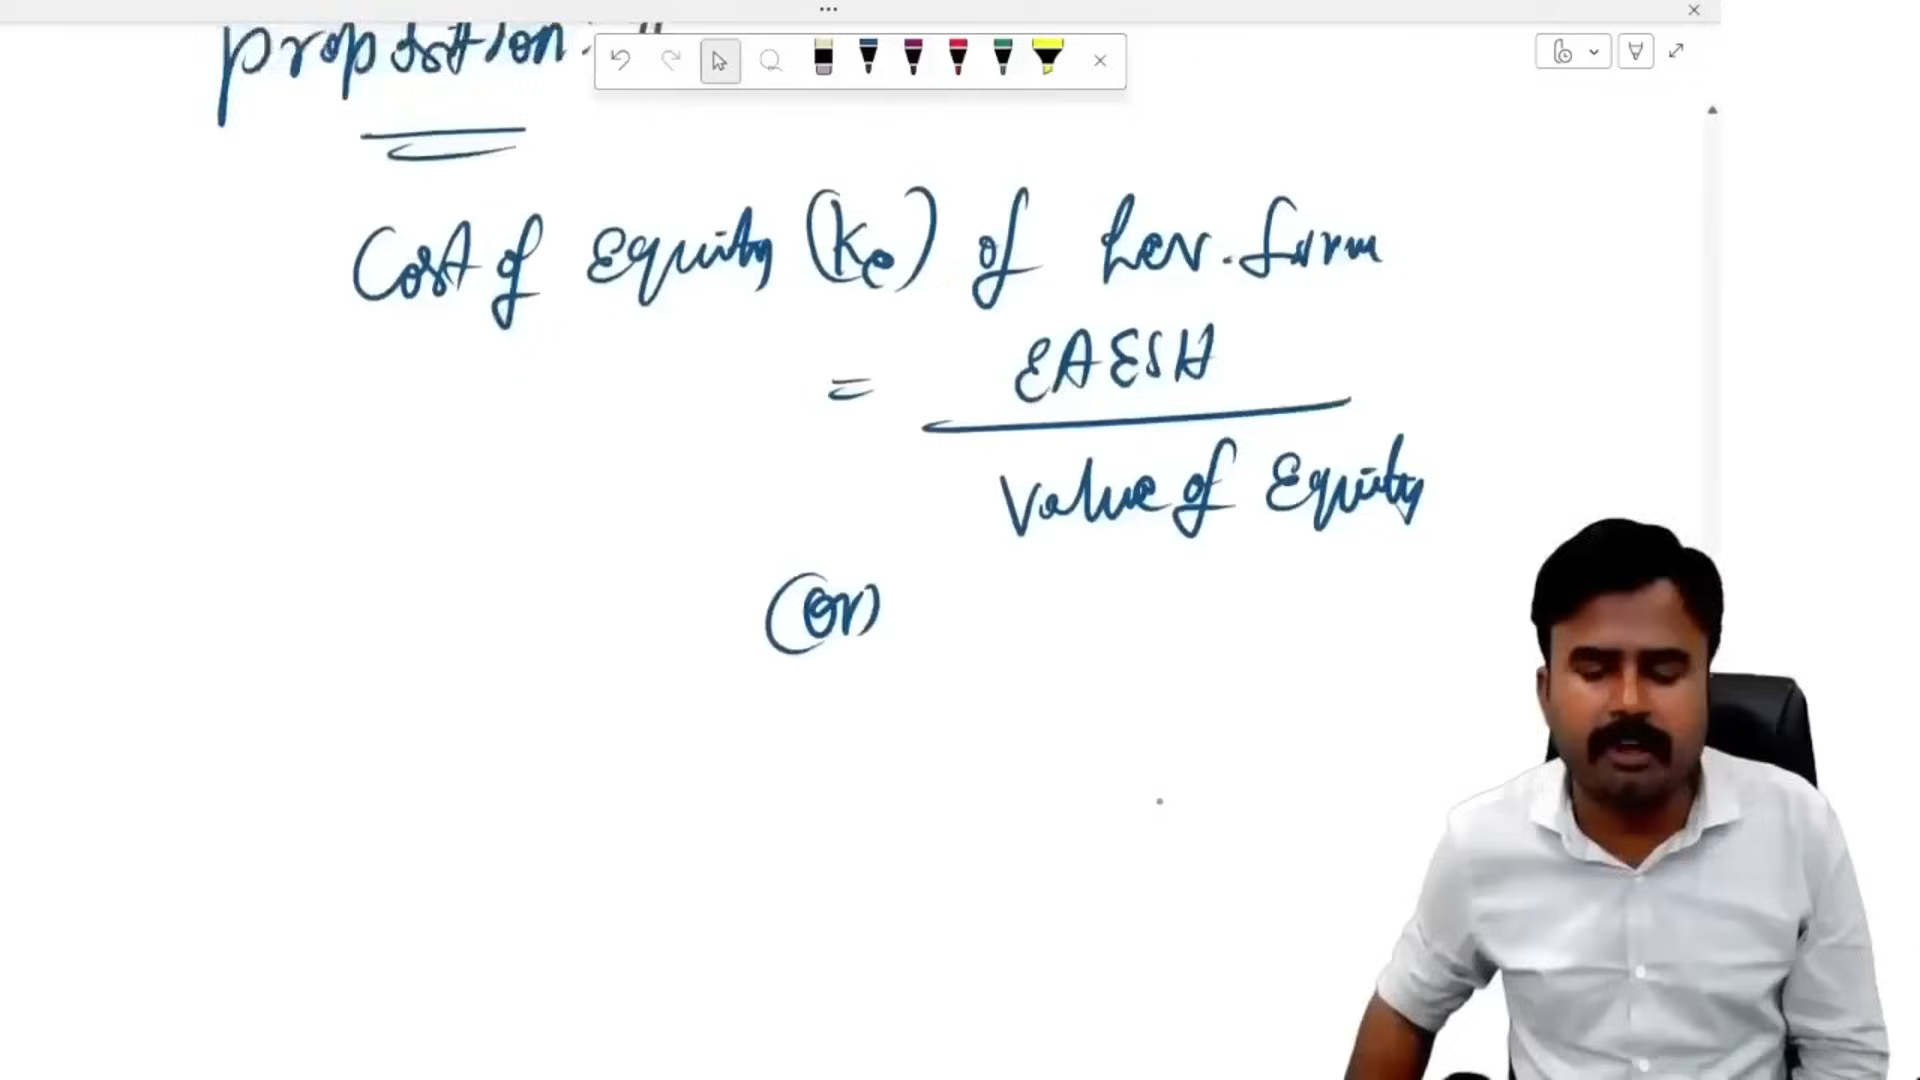 proposition:
Cost of Equity (Ke) of Lev. firm
= EAESH
Value of Equity
(or)